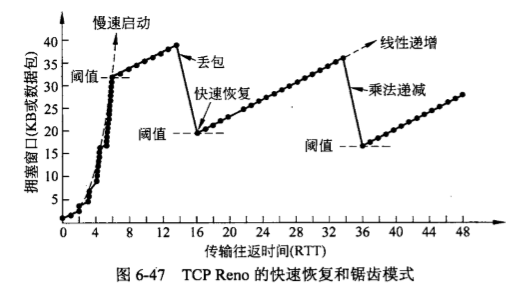 慢速启动
线性递增
丢包
阈值
快速恢复
乘法递减
阈值
阈值
拥塞窗口(KB或数据包)
40
35
30
25
20
15
10
5
0 4 8 12 16 20 24 28 32 36 40 44 48
传输往返时间(RTT)
图 6-47 TCP Reno 的快速恢复和锯齿模式